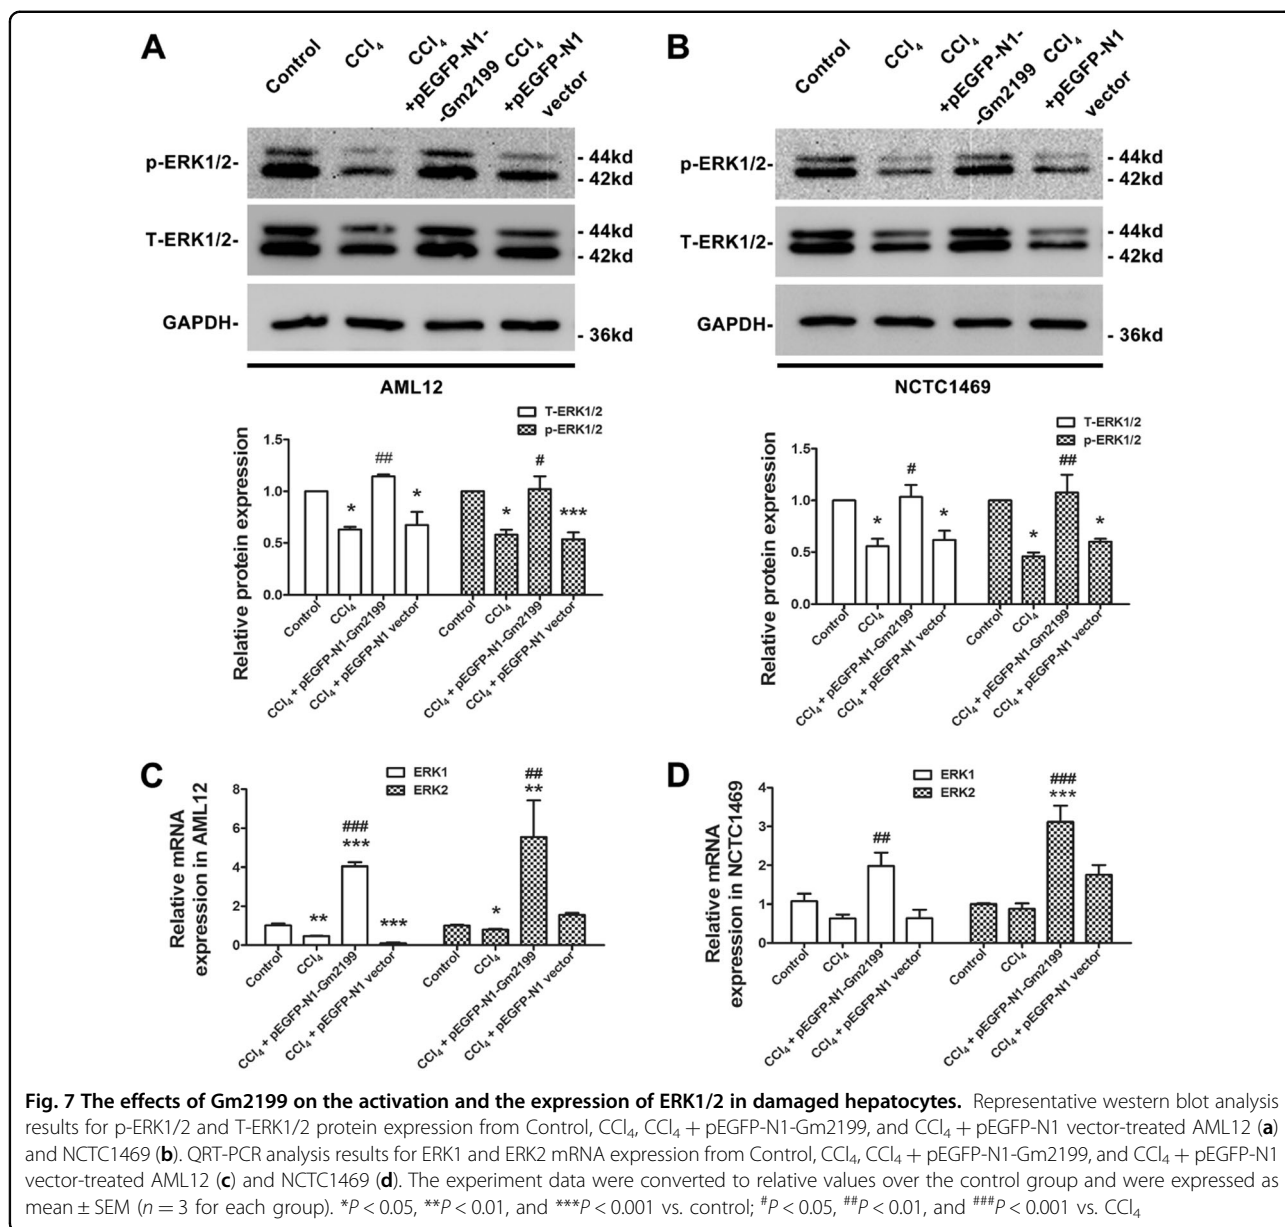 A
Control
CCl₄
CCl₄
+pEGFP-N1-
-Gm2199
CCl₄
+pEGFP-N1
vector
p-ERK1/2-
- 44kd
- 42kd
T-ERK1/2-
- 44kd
- 42kd
GAPDH-
- 36kd
AML12
T-ERK1/2
p-ERK1/2
Relative protein expression
1.5
1.0
0.5
0.0
*
##
*
*
#
***
Control
CCl₄
CCl₄ + pEGFP-N1-Gm2199
CCl₄ + pEGFP-N1 vector
Control
CCl₄
CCl₄ + pEGFP-N1-Gm2199
CCl₄ + pEGFP-N1 vector
B
Control
CCl₄
CCl₄
+pEGFP-N1-
-Gm2199
CCl₄
+pEGFP-N1
vector
p-ERK1/2-
- 44kd
- 42kd
T-ERK1/2-
- 44kd
- 42kd
GAPDH-
- 36kd
NCTC1469
T-ERK1/2
p-ERK1/2
Relative protein expression
1.5
1.0
0.5
0.0
*
#
*
*
##
*
Control
CCl₄
CCl₄ + pEGFP-N1-Gm2199
CCl₄ + pEGFP-N1 vector
Control
CCl₄
CCl₄ + pEGFP-N1-Gm2199
CCl₄ + pEGFP-N1 vector
C
ERK1
ERK2
Relative mRNA
expression in AML12
8
6
4
2
0
**
###
***
***
*
##
**
Control
CCl₄
CCl₄ + pEGFP-N1-Gm2199
CCl₄ + pEGFP-N1 vector
Control
CCl₄
CCl₄ + pEGFP-N1-Gm2199
CCl₄ + pEGFP-N1 vector
D
ERK1
ERK2
Relative mRNA
expression in NCTC1469
4
3
2
1
0
##
###
***
Control
CCl₄
CCl₄ + pEGFP-N1-Gm2199
CCl₄ + pEGFP-N1 vector
Control
CCl₄
CCl₄ + pEGFP-N1-Gm2199
CCl₄ + pEGFP-N1 vector
Fig. 7 The effects of Gm2199 on the activation and the expression of ERK1/2 in damaged hepatocytes. Representative western blot analysis
results for p-ERK1/2 and T-ERK1/2 protein expression from Control, CCl₄, CCl₄ + pEGFP-N1-Gm2199, and CCl₄ + pEGFP-N1 vector-treated AML12 (a)
and NCTC1469 (b). QRT-PCR analysis results for ERK1 and ERK2 mRNA expression from Control, CCl₄, CCl₄ + pEGFP-N1-Gm2199, and CCl₄ + pEGFP-N1
vector-treated AML12 (c) and NCTC1469 (d). The experiment data were converted to relative values over the control group and were expressed as
mean ± SEM (n = 3 for each group). *P < 0.05, **P < 0.01, and ***P < 0.001 vs. control; #P < 0.05, ##P < 0.01, and ###P < 0.001 vs. CCl₄